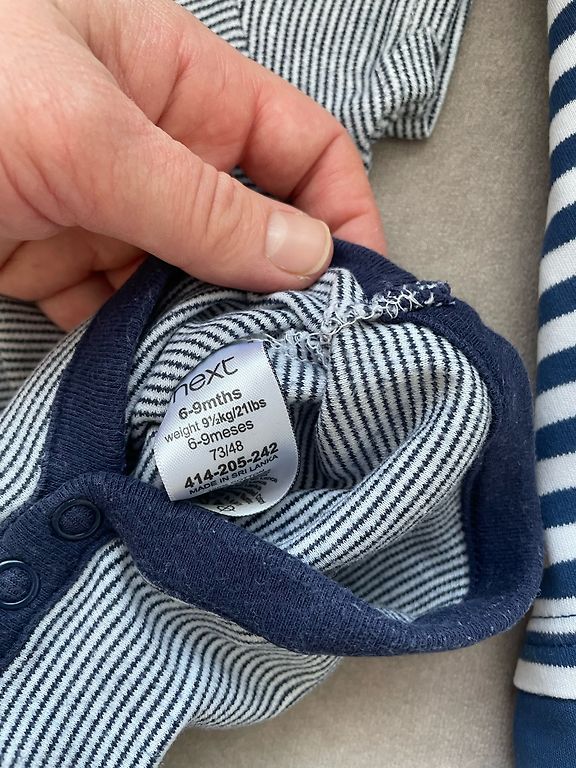 next
6-9mths
weight 9½kg/21lbs
6-9meses
73/48
414-205-242
MADE IN SRI LANKA